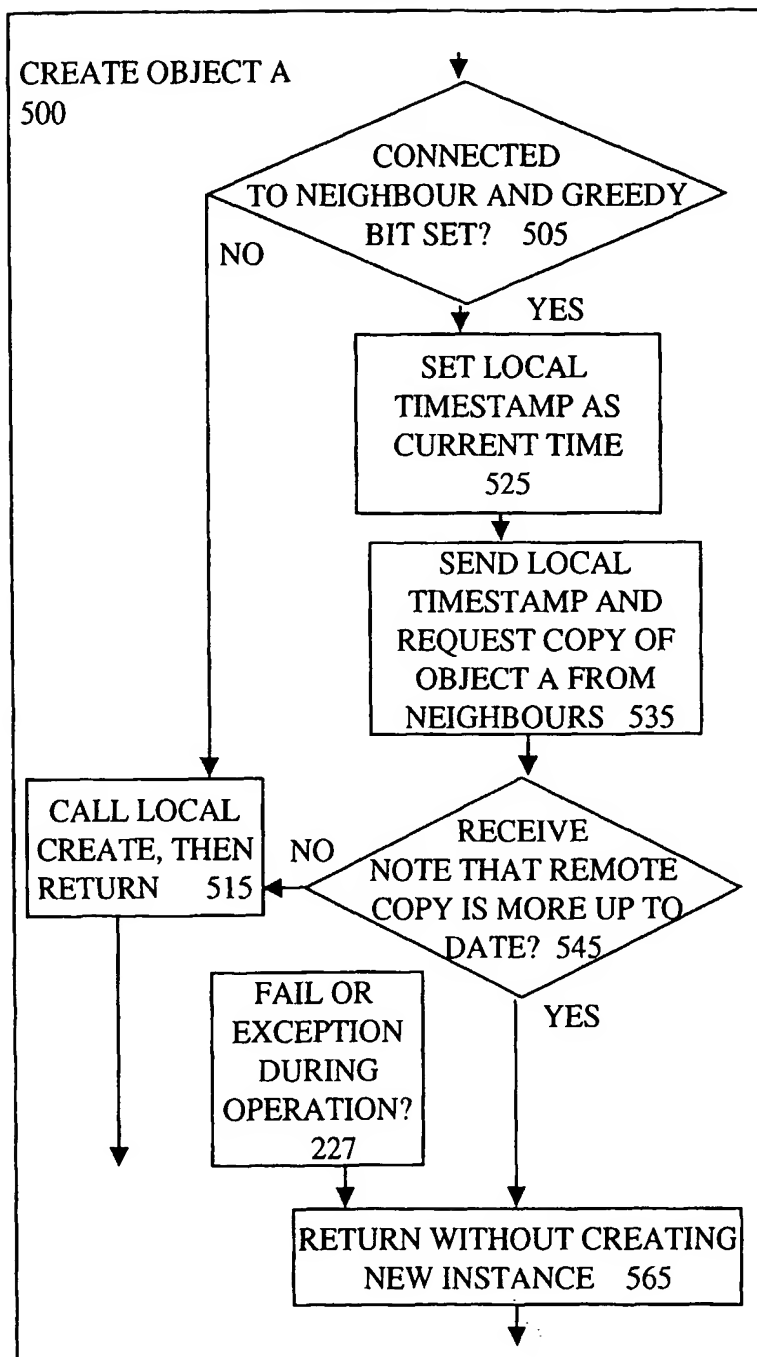 CREATE OBJECT A
500
CONNECTED
TO NEIGHBOUR AND GREEDY
BIT SET? 505
NO
YES
SET LOCAL
TIMESTAMP AS
CURRENT TIME
525
SEND LOCAL
TIMESTAMP AND
REQUEST COPY OF
OBJECT A FROM
NEIGHBOURS 535
CALL LOCAL
CREATE, THEN
RETURN 515
NO
RECEIVE
NOTE THAT REMOTE
COPY IS MORE UP TO
DATE? 545
YES
FAIL OR
EXCEPTION
DURING
OPERATION?
227
RETURN WITHOUT CREATING
NEW INSTANCE 565